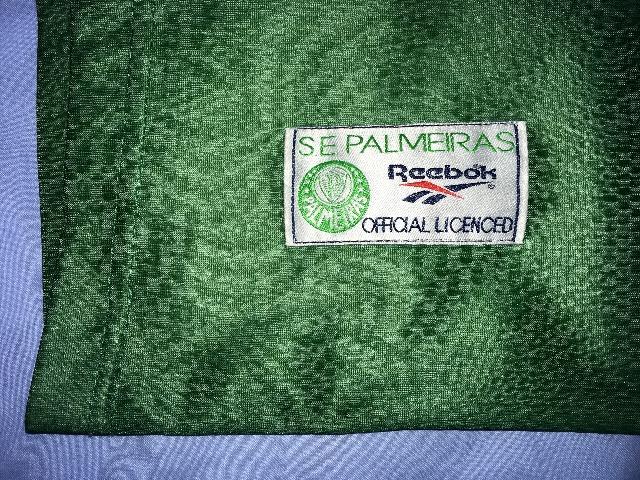 S.E PALMEIRAS
Reebok
PALMEIRAS
OFFICIAL LICENCED